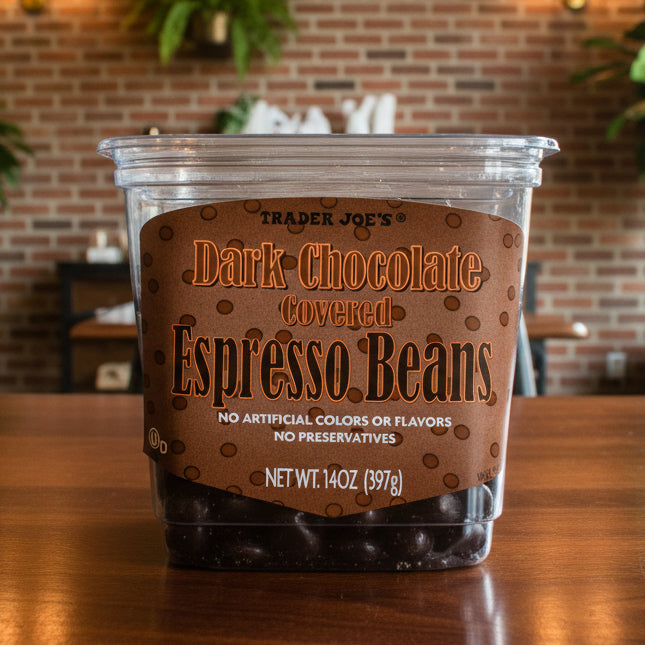 TRADER JOE'S®
Dark Chocolate
Covered
Espresso Beans
NO ARTIFICIAL COLORS OR FLAVORS
NO PRESERVATIVES
U D
NET WT. 14OZ (397g)